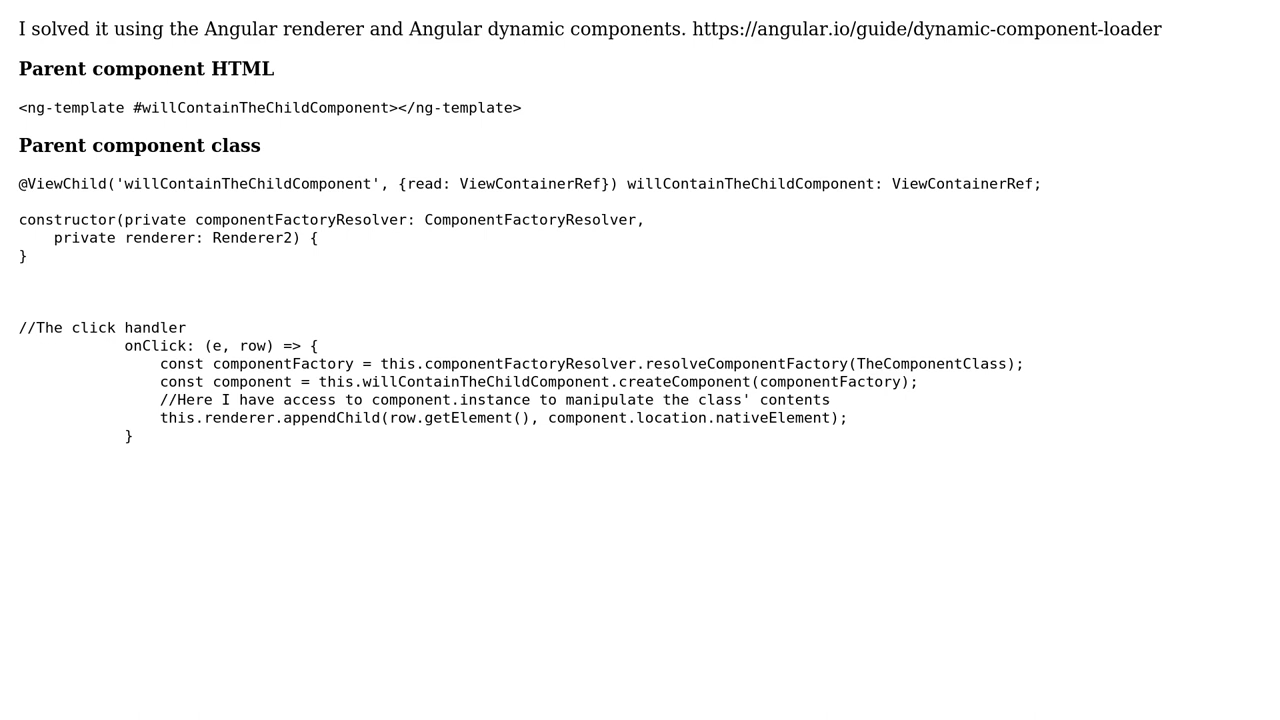 I solved it using the Angular renderer and Angular dynamic components. https://angular.io/guide/dynamic-component-loader
Parent component HTML
<ng-template #willContainTheChildComponent></ng-template>
Parent component class
@ViewChild('willContainTheChildComponent', {read: ViewContainerRef}) willContainTheChildComponent: ViewContainerRef;
constructor(private componentFactoryResolver: ComponentFactoryResolver,
    private renderer: Renderer2) {
}
//The click handler
            onClick: (e, row) => {
                const componentFactory = this.componentFactoryResolver.resolveComponentFactory(TheComponentClass);
                const component = this.willContainTheChildComponent.createComponent(componentFactory);
                //Here I have access to component.instance to manipulate the class' contents
                this.renderer.appendChild(row.getElement(), component.location.nativeElement);
            }